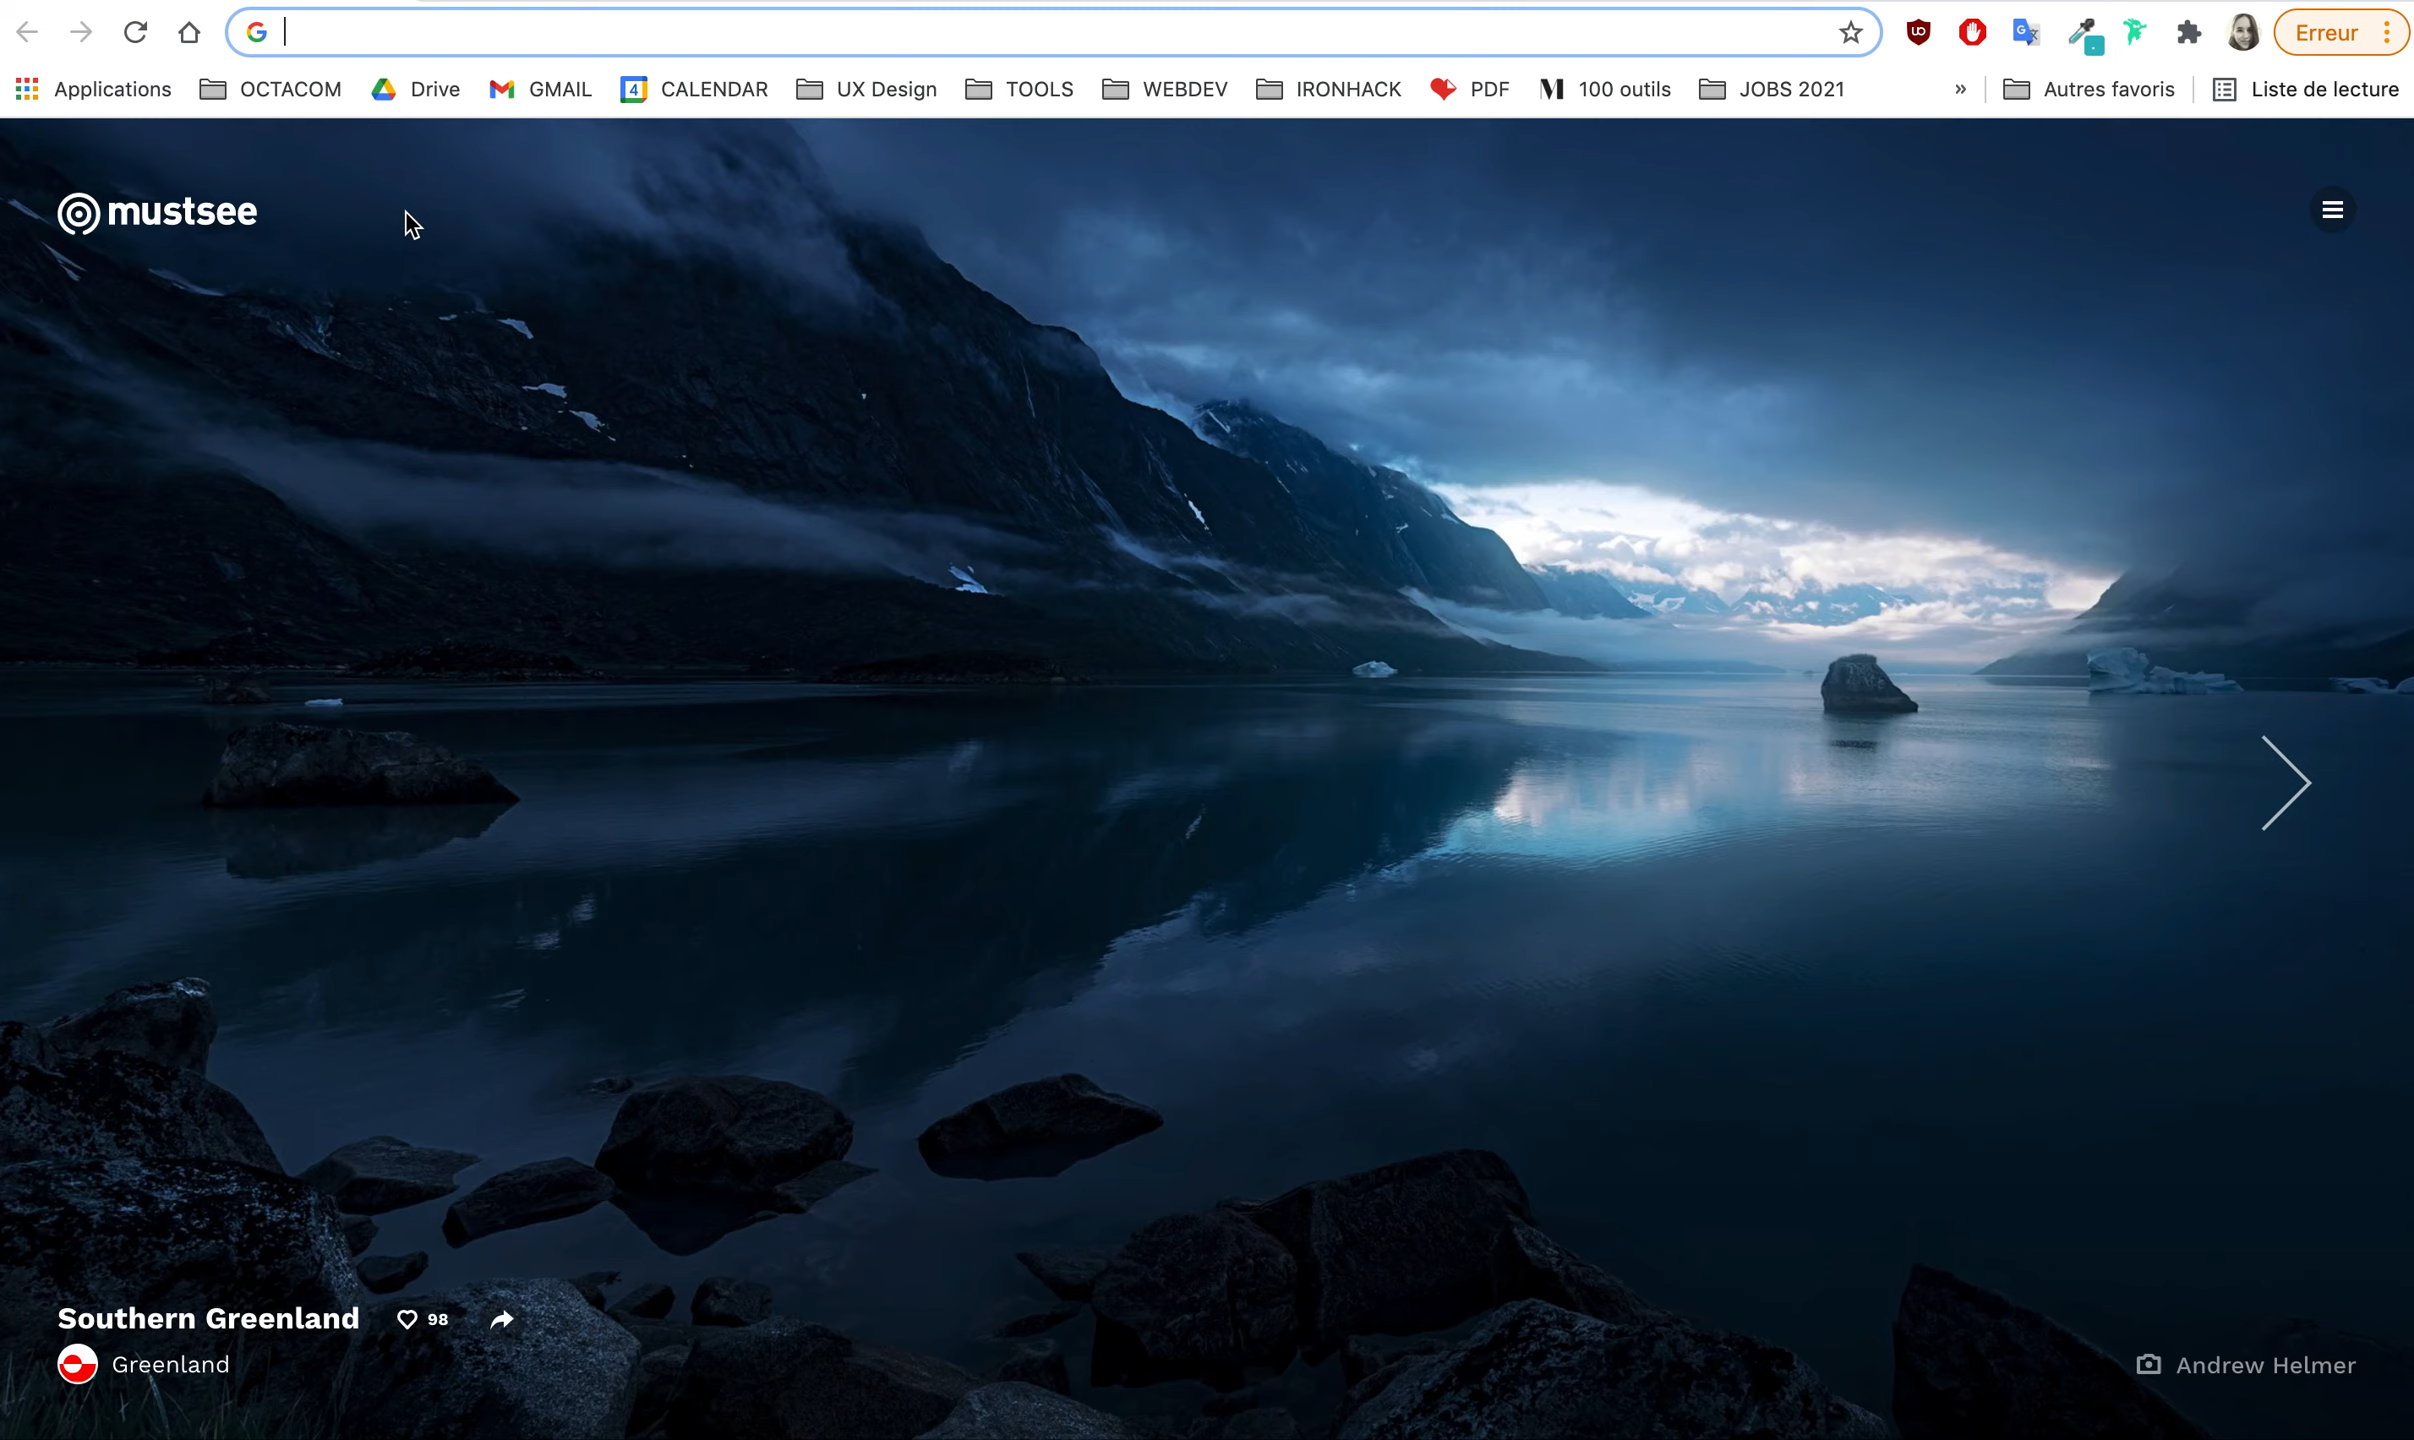 Erreur
Applications OCTACOM Drive GMAIL 4 CALENDAR UX Design TOOLS WEBDEV IRONHACK PDF 100 outils JOBS 2021 » Autres favoris Liste de lecture
mustsee
Southern Greenland 98
Greenland
Andrew Helmer